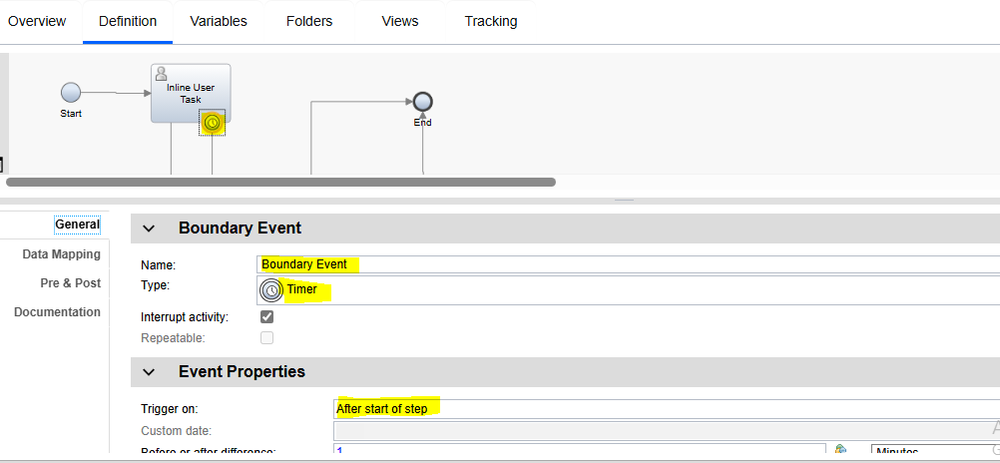 Overview Definition Variables Folders Views Tracking
Inline User
Task
Start
End
General
Data Mapping
Pre & Post
Documentation
Boundary Event
Name: Boundary Event
Type: Timer
Interrupt activity:
Repeatable:
Event Properties
Trigger on: After start of step
Custom date:
Before or after difference: 1 Minutes